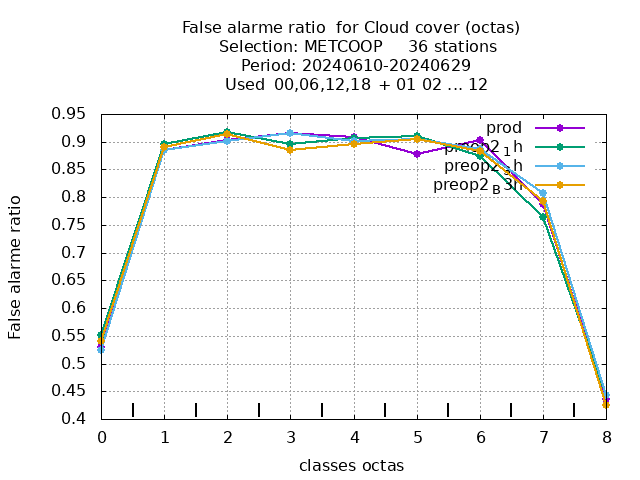 False alarme ratio  for Cloud cover (octas)
Selection: METCOOP     36 stations
Period: 20240610-20240629
Used  00,06,12,18 + 01 02 ... 12
0.95
0.9
0.85
0.8
0.75
0.7
0.65
0.6
0.55
0.5
0.45
0.4
False alarme ratio
prod
preop2_1h
preop2_3h
preop2_B3h
0 1 2 3 4 5 6 7 8
classes octas